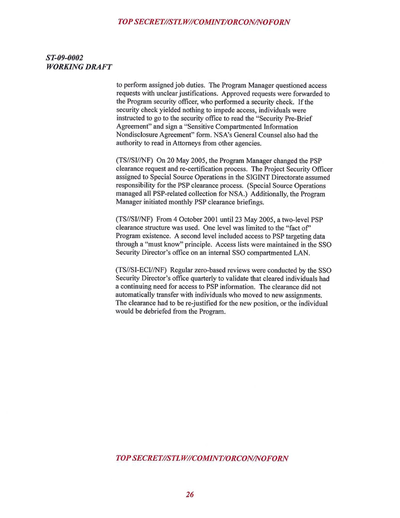 TOP SECRET//STLW//COMINT/ORCON/NOFORN
ST-09-0002
WORKING DRAFT
to perform assigned job duties. The Program Manager questioned access
requests with unclear justifications. Approved requests were forwarded to
the Program security officer, who performed a security check. If the
security check yielded nothing to impede access, individuals were
instructed to go to the security office to read the "Security Pre-Brief
Agreement" and sign a "Sensitive Compartmented Information
Nondisclosure Agreement" form. NSA's General Counsel also had the
authority to read in Attorneys from other agencies.
(TS//SI//NF) On 20 May 2005, the Program Manager changed the PSP
clearance request and re-certification process. The Project Security Officer
assigned to Special Source Operations in the SIGINT Directorate assumed
responsibility for the PSP clearance process. (Special Source Operations
managed all PSP-related collection for NSA.) Additionally, the Program
Manager initiated monthly PSP clearance briefings.
(TS//SI//NF) From 4 October 2001 until 23 May 2005, a two-level PSP
clearance structure was used. One level was limited to the "fact of"
Program existence. A second level included access to PSP targeting data
through a "must know" principle. Access lists were maintained in the SSO
Security Director's office on an internal SSO compartmented LAN.
(TS//SI-ECI//NF) Regular zero-based reviews were conducted by the SSO
Security Director's office quarterly to validate that cleared individuals had
a continuing need for access to PSP information. The clearance did not
automatically transfer with individuals who moved to new assignments.
The clearance had to be re-justified for the new position, or the individual
would be debriefed from the Program.
TOP SECRET//STLW//COMINT/ORCON/NOFORN
26